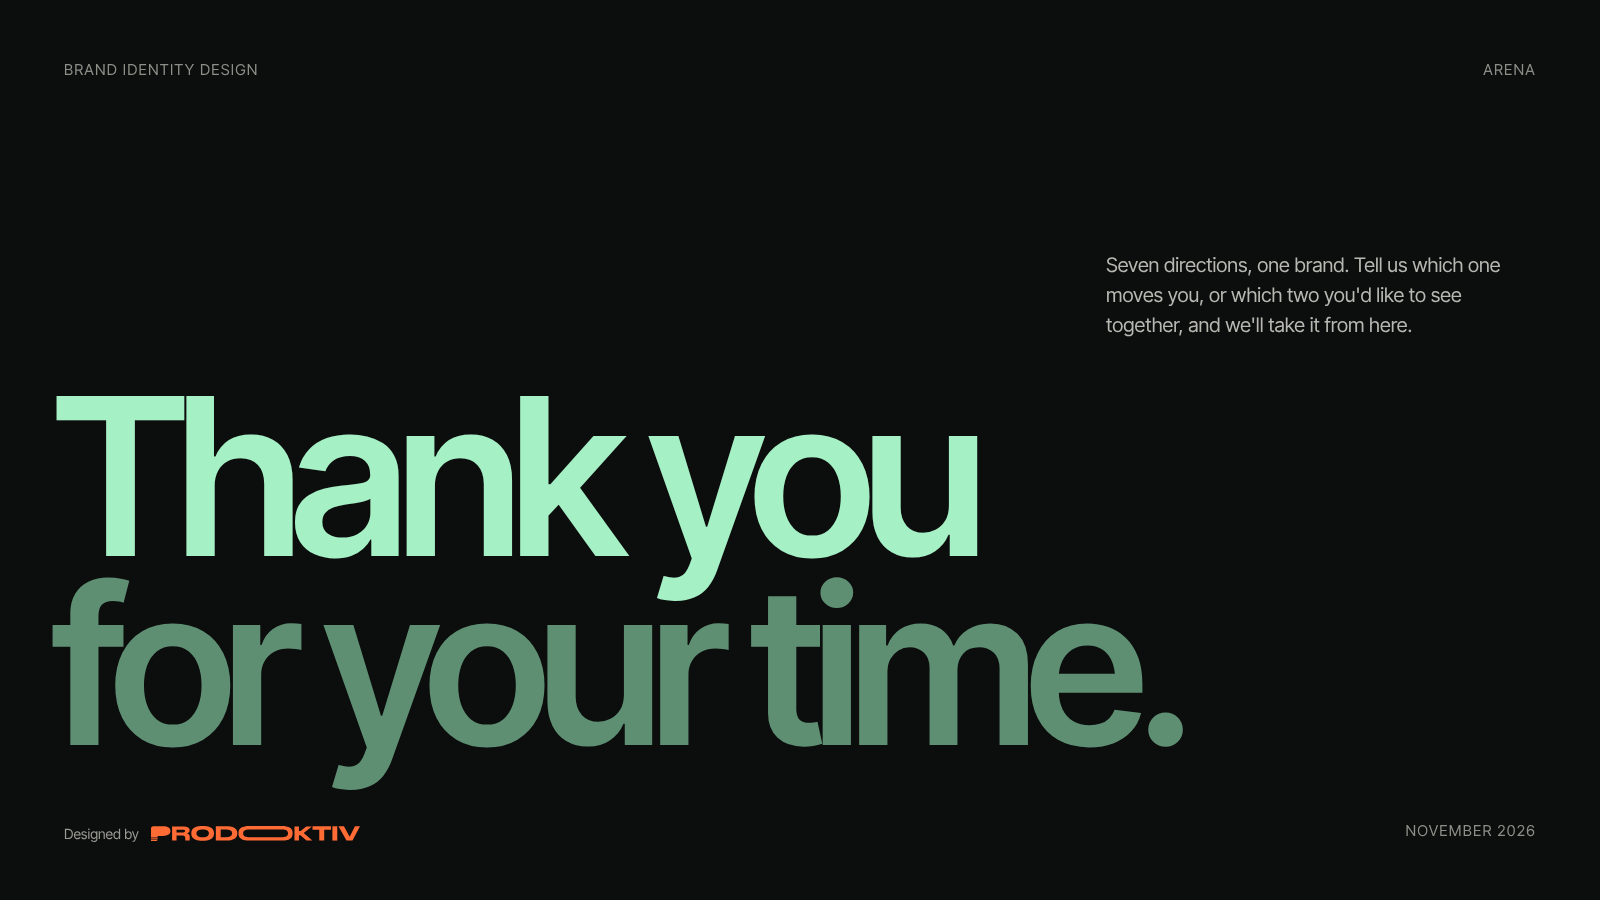 BRAND IDENTITY DESIGN
ARENA
Seven directions, one brand. Tell us which one
moves you, or which two you'd like to see
together, and we'll take it from here.
Thank you
for your time.
Designed by PRODOKTIV
NOVEMBER 2026